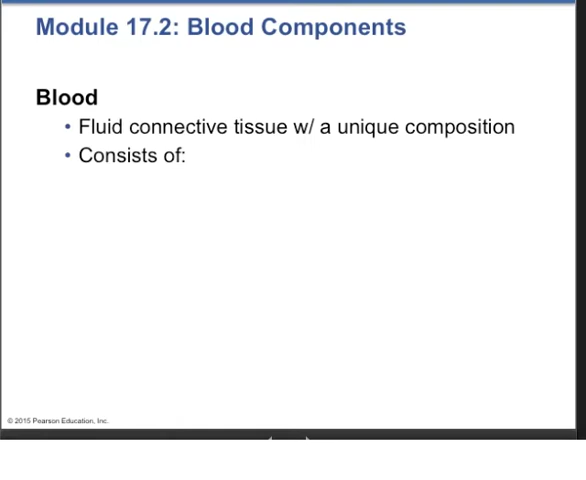 Module 17.2: Blood Components
Blood
• Fluid connective tissue w/ a unique composition
• Consists of:
© 2015 Pearson Education, Inc.